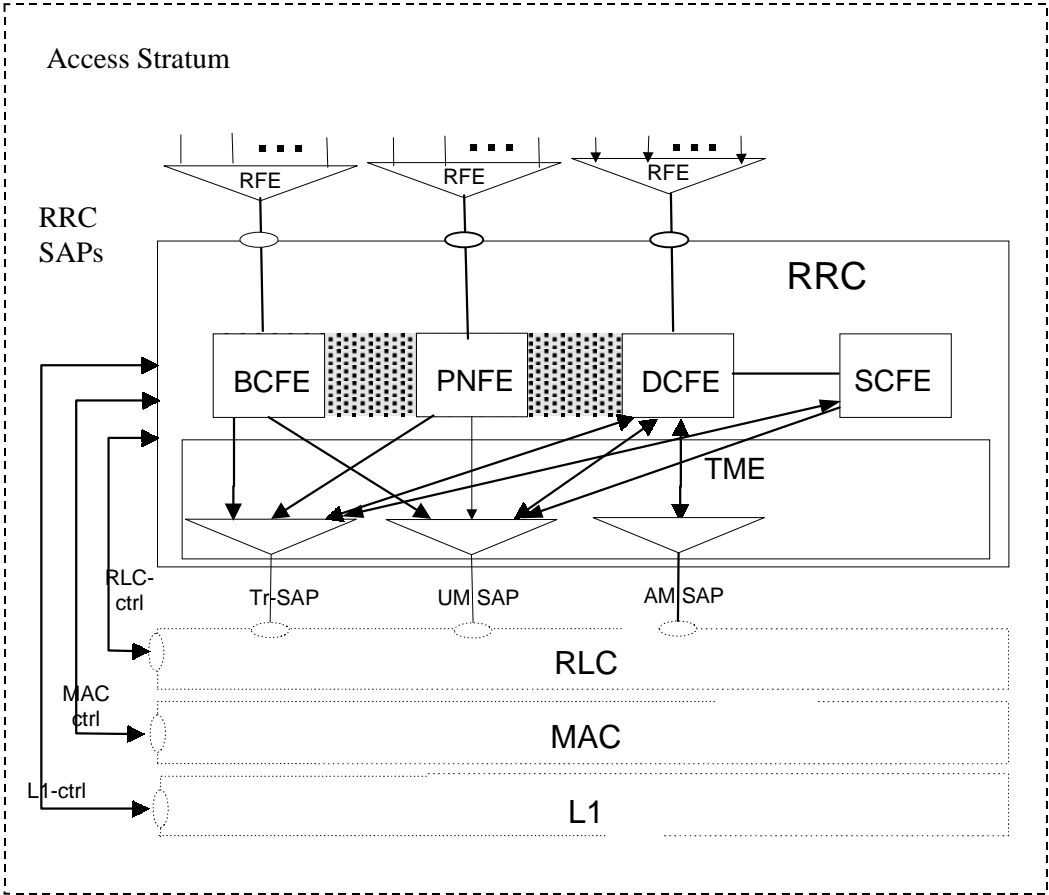 Access Stratum
RFE
RFE
RFE
RRC
SAPs
RRC
BCFE
PNFE
DCFE
SCFE
TME
RLC-
ctrl
Tr-SAP
UM SAP
AM SAP
RLC
MAC
ctrl
MAC
L1-ctrl
L1